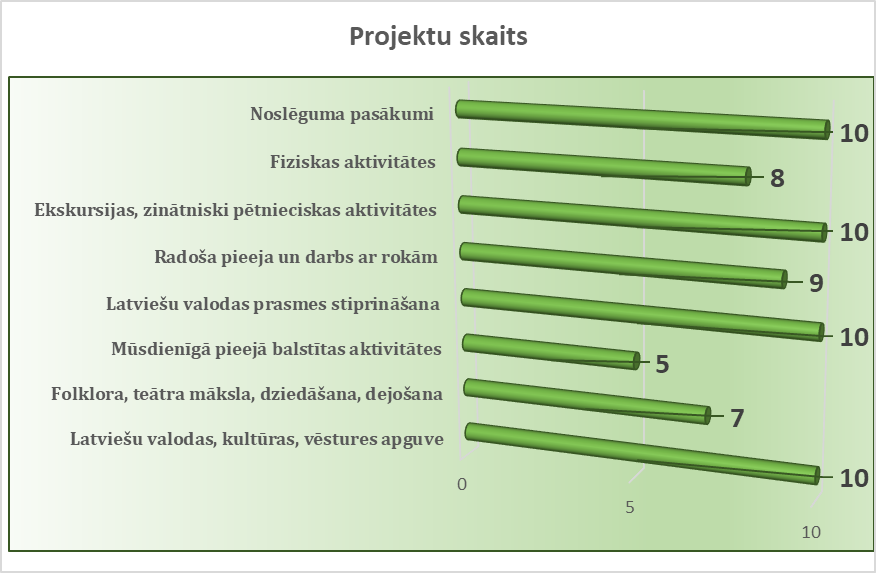 Projektu skaits
Noslēguma pasākumi
10
Fiziskas aktivitātes
8
Ekskursijas, zinātniski pētnieciskas aktivitātes
10
Radoša pieeja un darbs ar rokām
9
Latviešu valodas prasmes stiprināšana
10
Mūsdienīgā pieejā balstītas aktivitātes
5
Folklora, teātra māksla, dziedāšana, dejošana
7
Latviešu valodas, kultūras, vēstures apguve
10
0
5
10